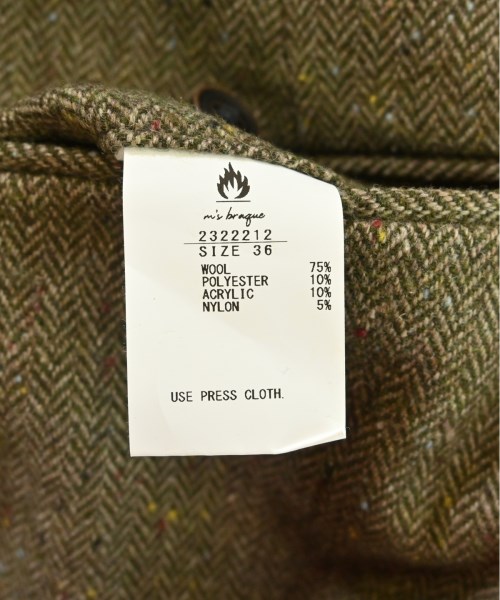 m's braque
2322212
SIZE 36
WOOL 75%
POLYESTER 10%
ACRYLIC 10%
NYLON 5%
USE PRESS CLOTH.